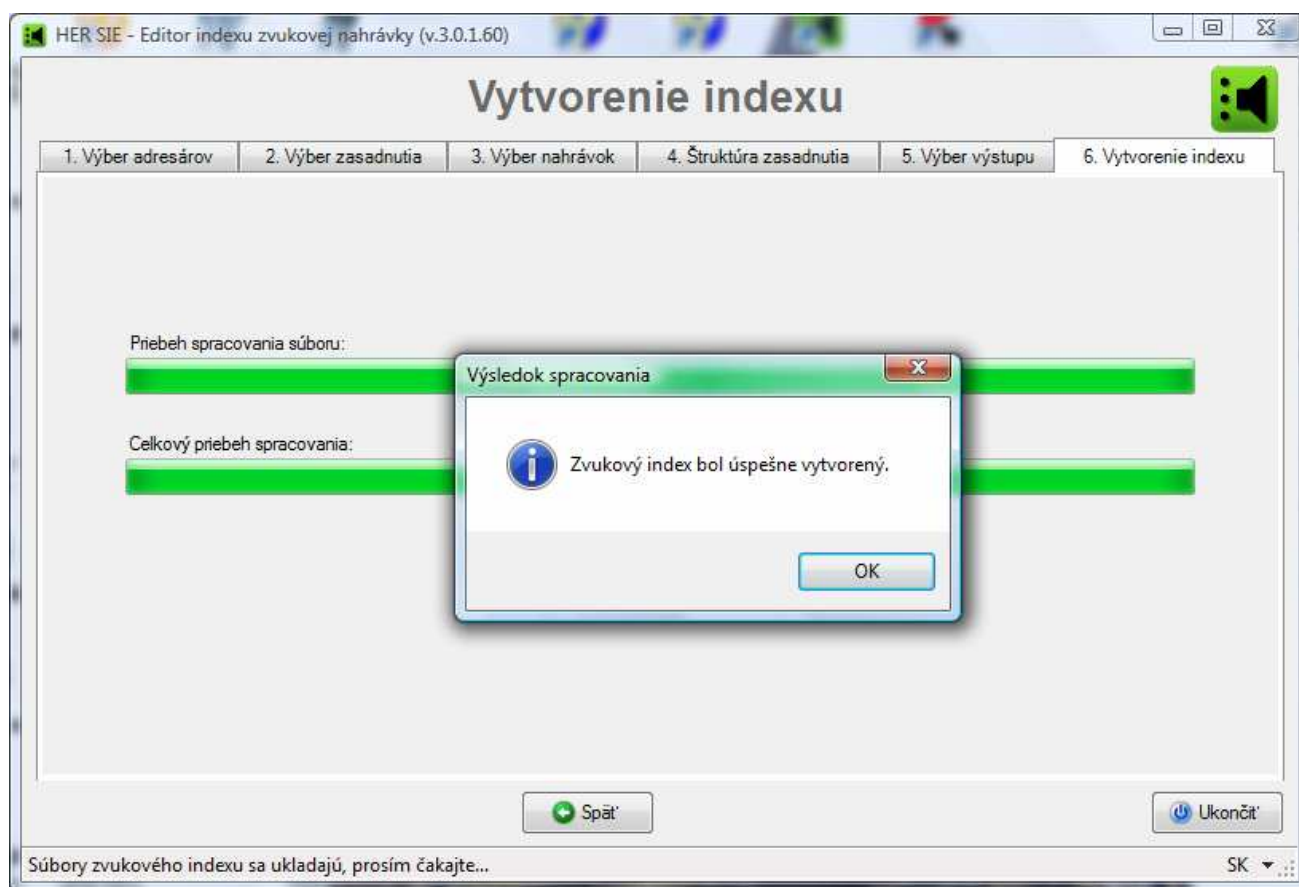 HER SIE - Editor indexu zvukovej nahrávky (v.3.0.1.60)
Vytvorenie indexu
1. Výber adresárov
2. Výber zasadnutia
3. Výber nahrávok
4. Štruktúra zasadnutia
5. Výber výstupu
6. Vytvorenie indexu
Priebeh spracovania súboru:
Výsledok spracovania
Celkový priebeh spracovania:
Zvukový index bol úspešne vytvorený.
OK
Späť
Ukončiť
Súbory zvukového indexu sa ukladajú, prosím čakajte...
SK